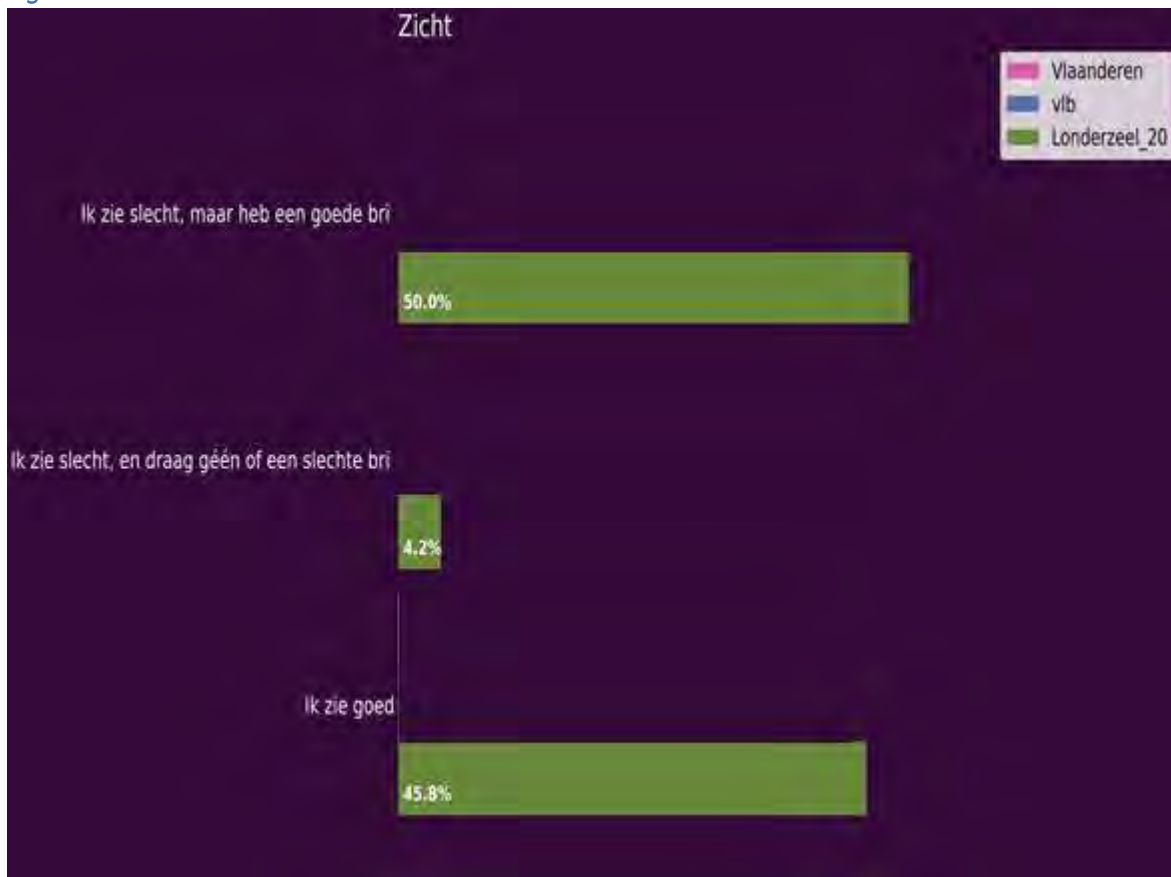 Zicht
Vlaanderen
vlb
Londerzeel_20
Ik zie slecht, maar heb een goede bri
50.0%
Ik zie slecht, en draag géén of een slechte bri
4.2%
Ik zie goed
45.8%